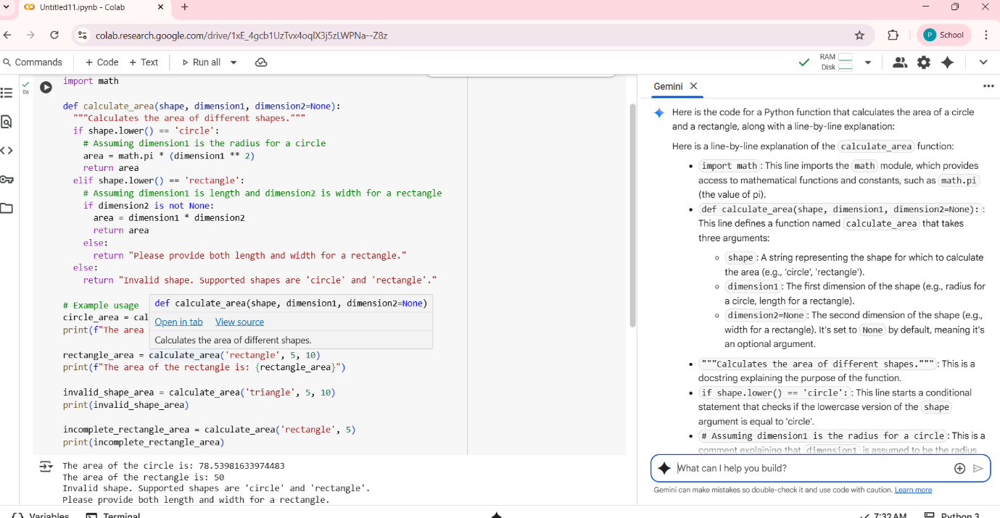 Untitled11.ipynb - Colab
colab.research.google.com/drive/1xE_4gcb1UzTvx4oqlX3j5zLWPNa--Z8z
P School
Commands + Code + Text Run all
RAM
Disk
0s
import math
def calculate_area(shape, dimension1, dimension2=None):
"""Calculates the area of different shapes."""
if shape.lower() == 'circle':
# Assuming dimension1 is the radius for a circle
area = math.pi * (dimension1 ** 2)
return area
elif shape.lower() == 'rectangle':
# Assuming dimension1 is length and dimension2 is width for a rectangle
if dimension2 is not None:
area = dimension1 * dimension2
return area
else:
return "Please provide both length and width for a rectangle."
else:
return "Invalid shape. Supported shapes are 'circle' and 'rectangle'."
# Example usage
circle_area = cal
print(f"The area
def calculate_area(shape, dimension1, dimension2=None)
Open in tab View source
Calculates the area of different shapes.
rectangle_area = calculate_area('rectangle', 5, 10)
print(f"The area of the rectangle is: {rectangle_area}")
invalid_shape_area = calculate_area('triangle', 5, 10)
print(invalid_shape_area)
incomplete_rectangle_area = calculate_area('rectangle', 5)
print(incomplete_rectangle_area)
The area of the circle is: 78.53981633974483
The area of the rectangle is: 50
Invalid shape. Supported shapes are 'circle' and 'rectangle'.
Please provide both length and width for a rectangle.
Gemini
Here is the code for a Python function that calculates the area of a circle
and a rectangle, along with a line-by-line explanation:
Here is a line-by-line explanation of the calculate_area function:
• import math: This line imports the math module, which provides
access to mathematical functions and constants, such as math.pi
(the value of pi).
• def calculate_area(shape, dimension1, dimension2=None)::
This line defines a function named calculate_area that takes
three arguments:
◦ shape: A string representing the shape for which to calculate
the area (e.g., 'circle', 'rectangle').
◦ dimension1: The first dimension of the shape (e.g., radius for
a circle, length for a rectangle).
◦ dimension2=None: The second dimension of the shape (e.g.,
width for a rectangle). It's set to None by default, meaning it's
an optional argument.
• """Calculates the area of different shapes.""": This is a
docstring explaining the purpose of the function.
• if shape.lower() == 'circle':: This line starts a conditional
statement that checks if the lowercase version of the shape
argument is equal to 'circle'.
• # Assuming dimension1 is the radius for a circle: This is a
comment explaining that dimension1 is assumed to be the radius
What can I help you build?
Gemini can make mistakes so double-check it and use code with caution. Learn more
Variables Terminal
7:32 AM Python 3